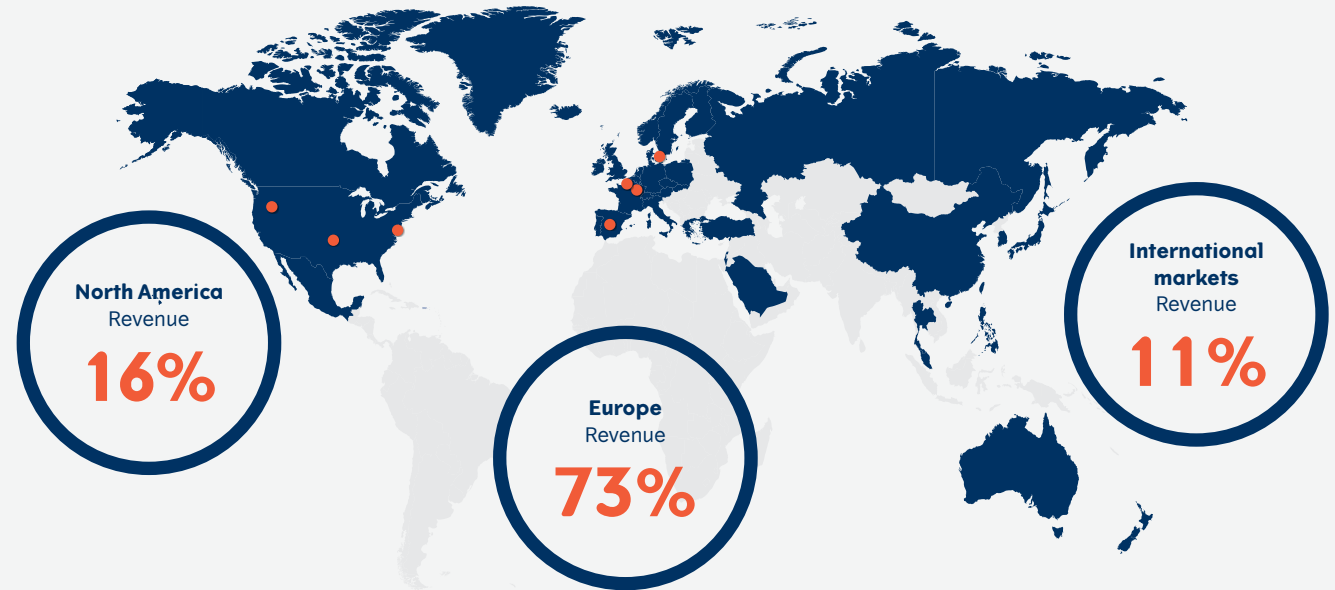 North America
Revenue
16%
Europe
Revenue
73%
International
markets
Revenue
11%